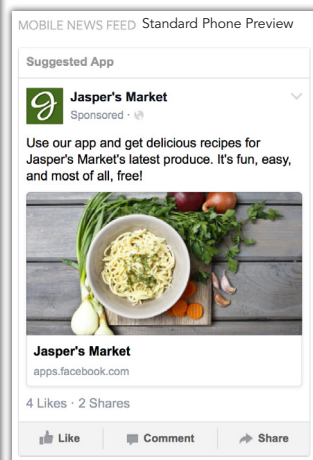 MOBILE NEWS FEED Standard Phone Preview
Suggested App
Jasper's Market
Sponsored ·
Use our app and get delicious recipes for
Jasper's Market's latest produce. It's fun, easy,
and most of all, free!
Jasper's Market
apps.facebook.com
4 Likes · 2 Shares
Like Comment Share